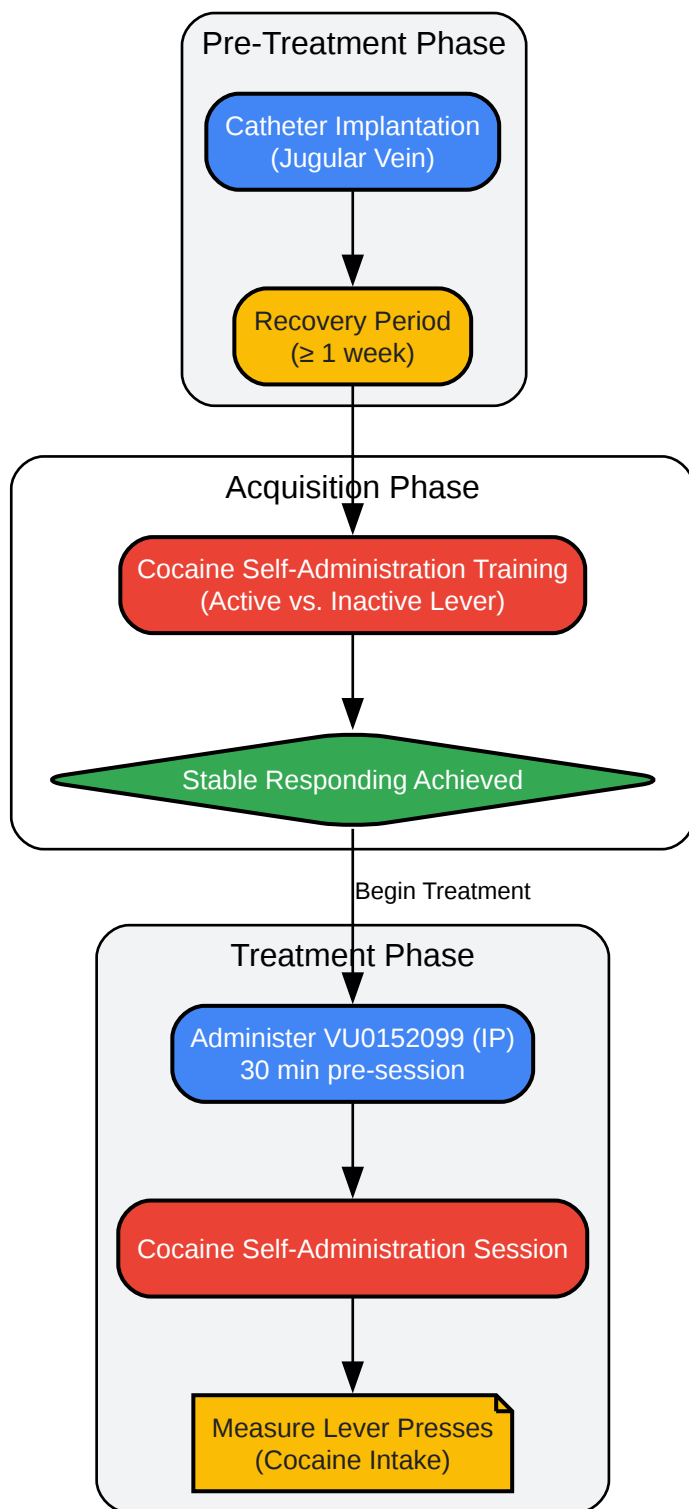 Pre-Treatment Phase
Catheter Implantation
(Jugular Vein)
Recovery Period
(≥ 1 week)
Acquisition Phase
Cocaine Self-Administration Training
(Active vs. Inactive Lever)
Stable Responding Achieved
Begin Treatment
Treatment Phase
Administer VU0152099 (IP)
30 min pre-session
Cocaine Self-Administration Session
Measure Lever Presses
(Cocaine Intake)